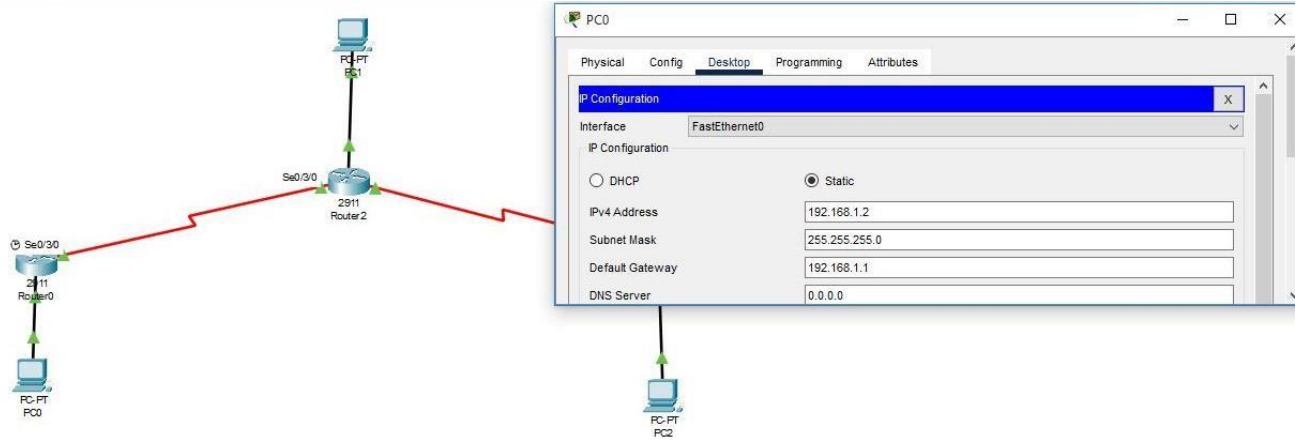 PC-PT
PC1
Se0/3/0
2911
Router2
Se0/3/0
2911
Router0
PC-PT
PC0
PC-PT
PC2
PC0
Physical Config Desktop Programming Attributes
IP Configuration X
Interface FastEthernet0
IP Configuration
DHCP Static
IPv4 Address 192.168.1.2
Subnet Mask 255.255.255.0
Default Gateway 192.168.1.1
DNS Server 0.0.0.0